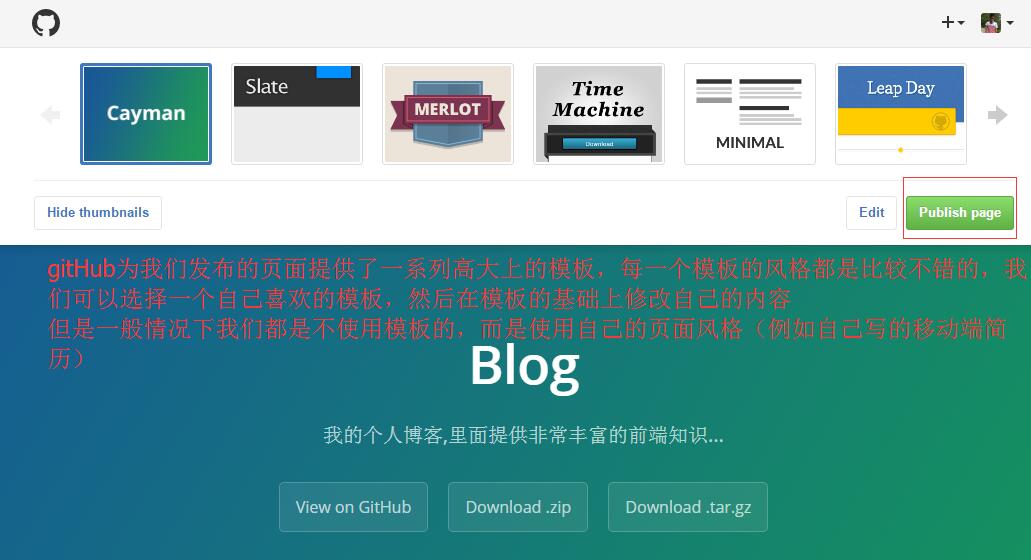 Cayman
Slate
MERLOT
Time
Machine
Download
MINIMAL
Leap Day
Hide thumbnails
Edit
Publish page
gitHub为我们发布的页面提供了一系列高大上的模板，每一个模板的风格都是比较不错的，我
们可以选择一个自己喜欢的模板，然后在模板的基础上修改自己的内容
但是一般情况下我们都是不使用模板的，而是使用自己的页面风格（例如自己写的移动端简
历）
Blog
我的个人博客,里面提供非常丰富的前端知识...
View on GitHub
Download .zip
Download .tar.gz